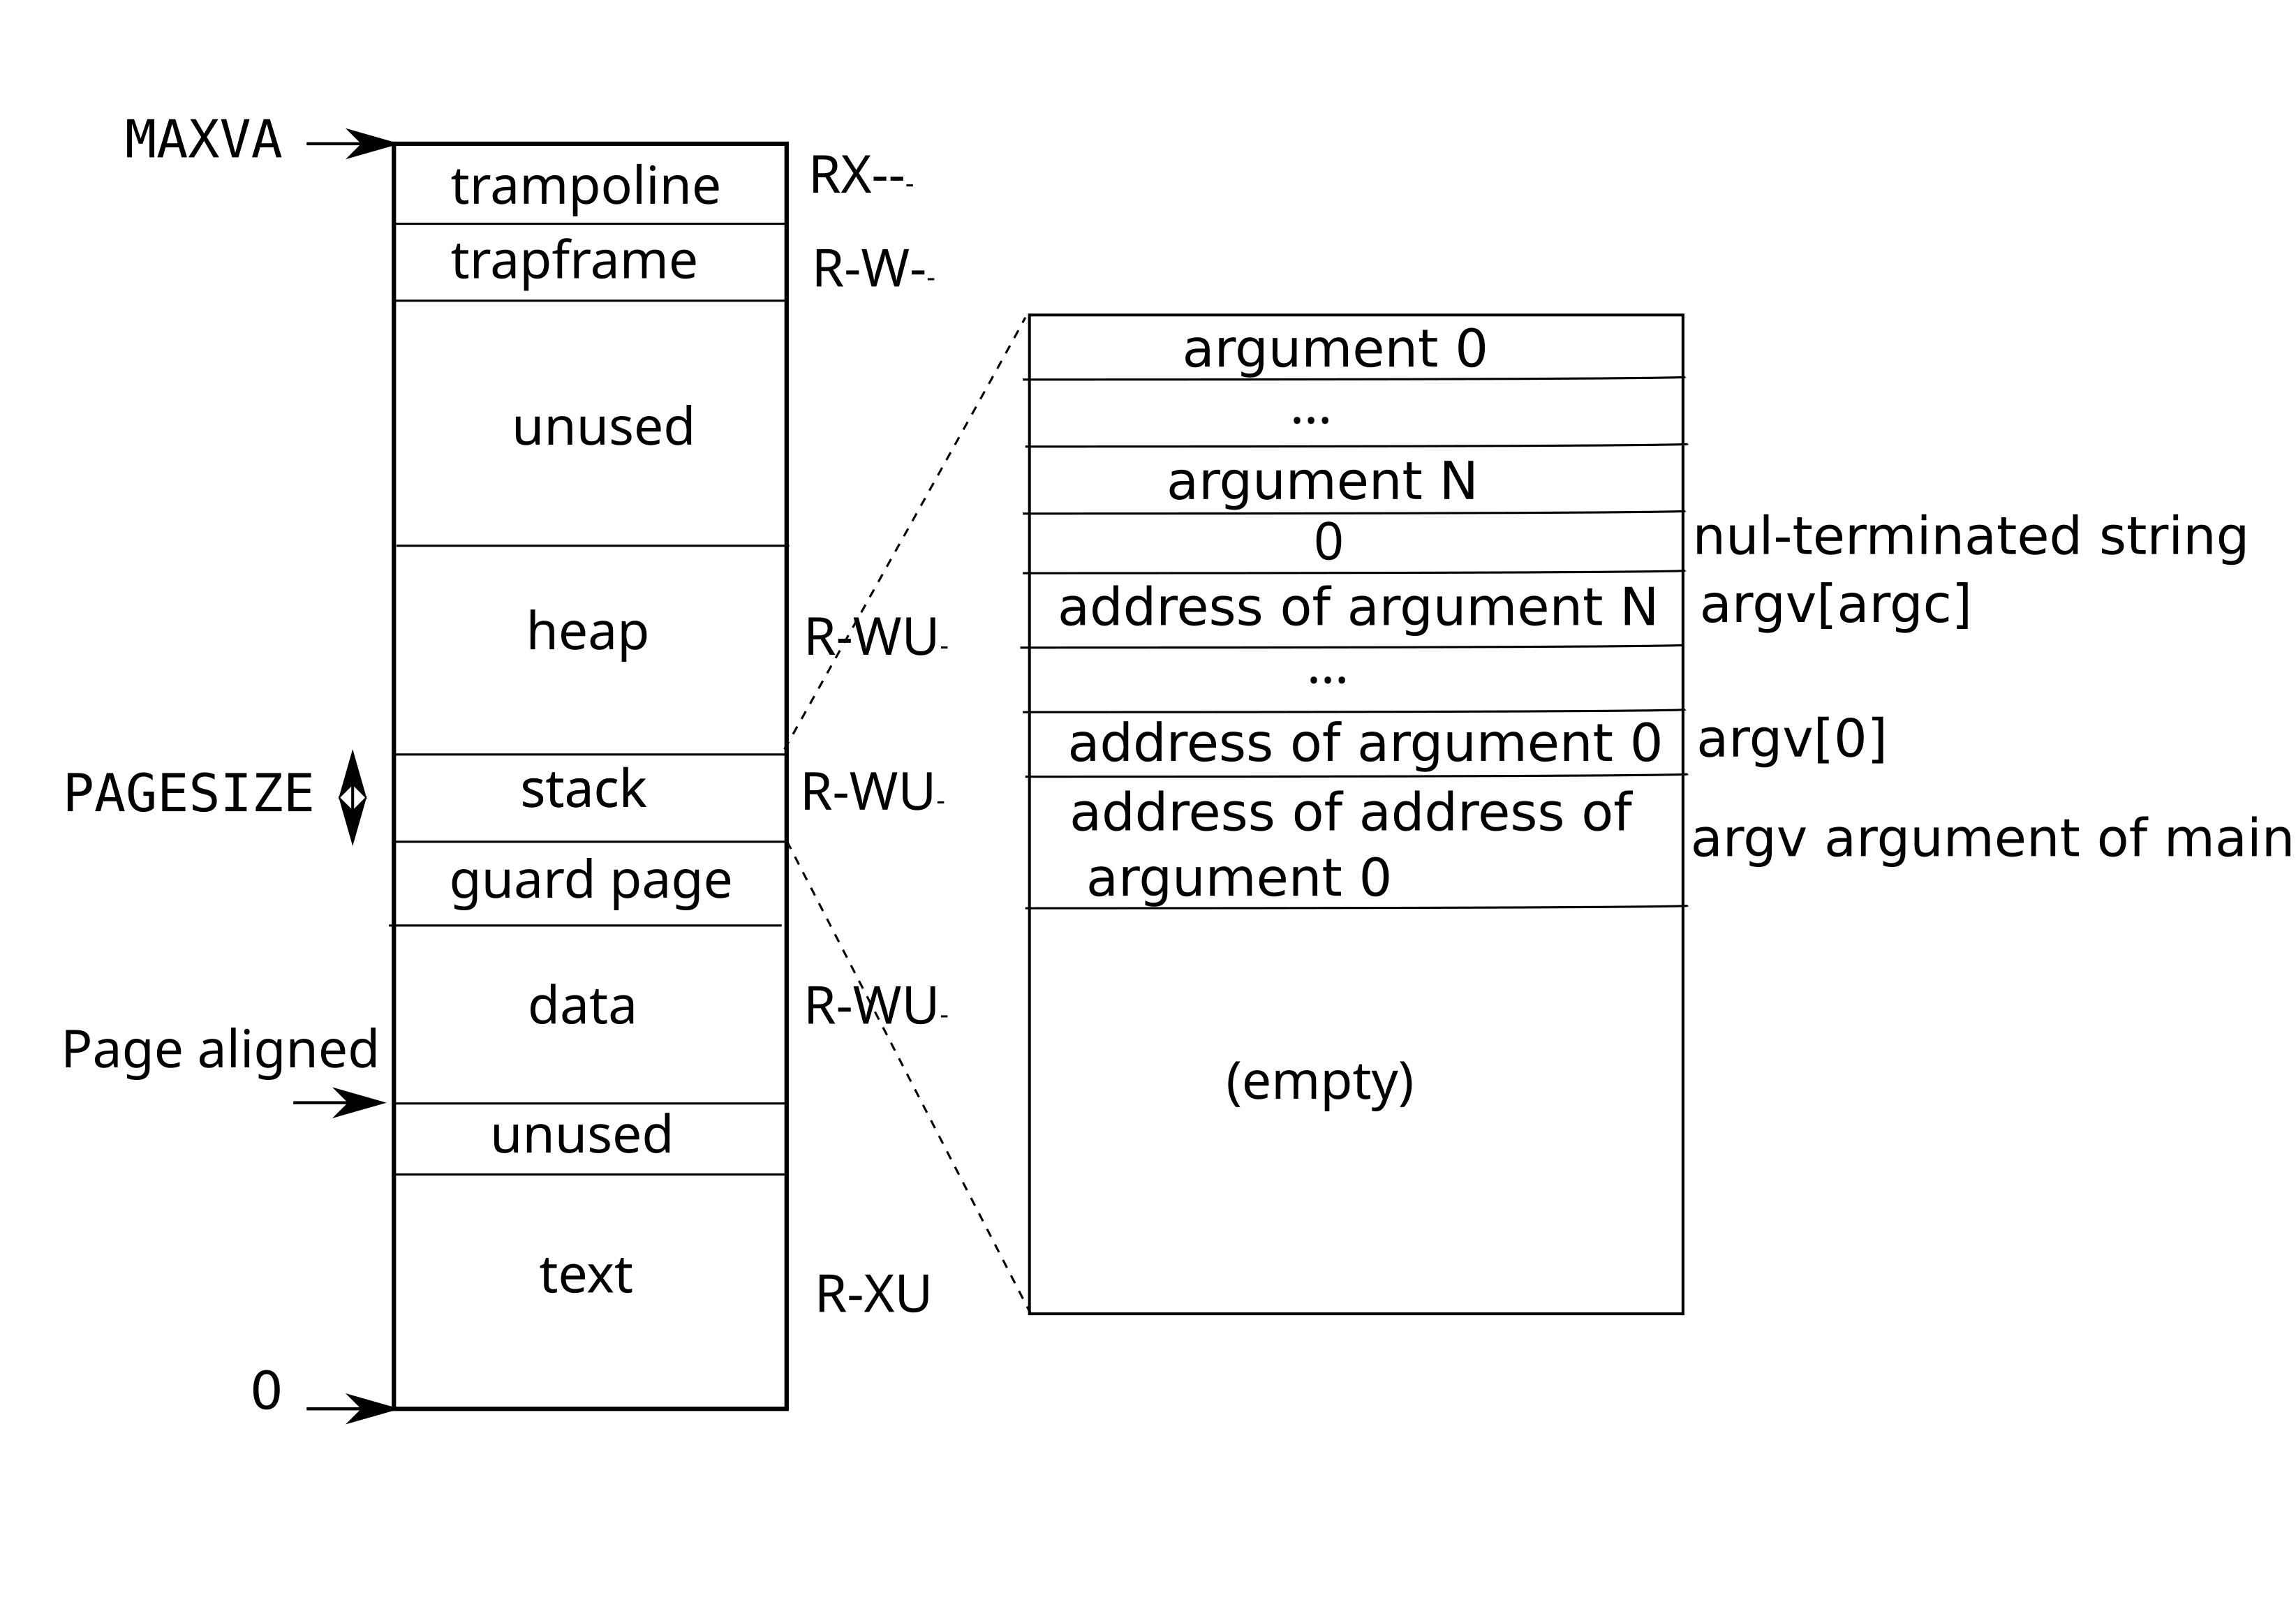 MAXVA
trampoline
RX---
trapframe
R-W--
unused
heap
R-WU-
PAGESIZE
stack
R-WU-
guard page
data
R-WU-
Page aligned
unused
text
R-XU
0
argument 0
...
argument N
0
nul-terminated string
address of argument N
argv[argc]
...
address of argument 0
argv[0]
address of address of
argument 0
argv argument of main
(empty)